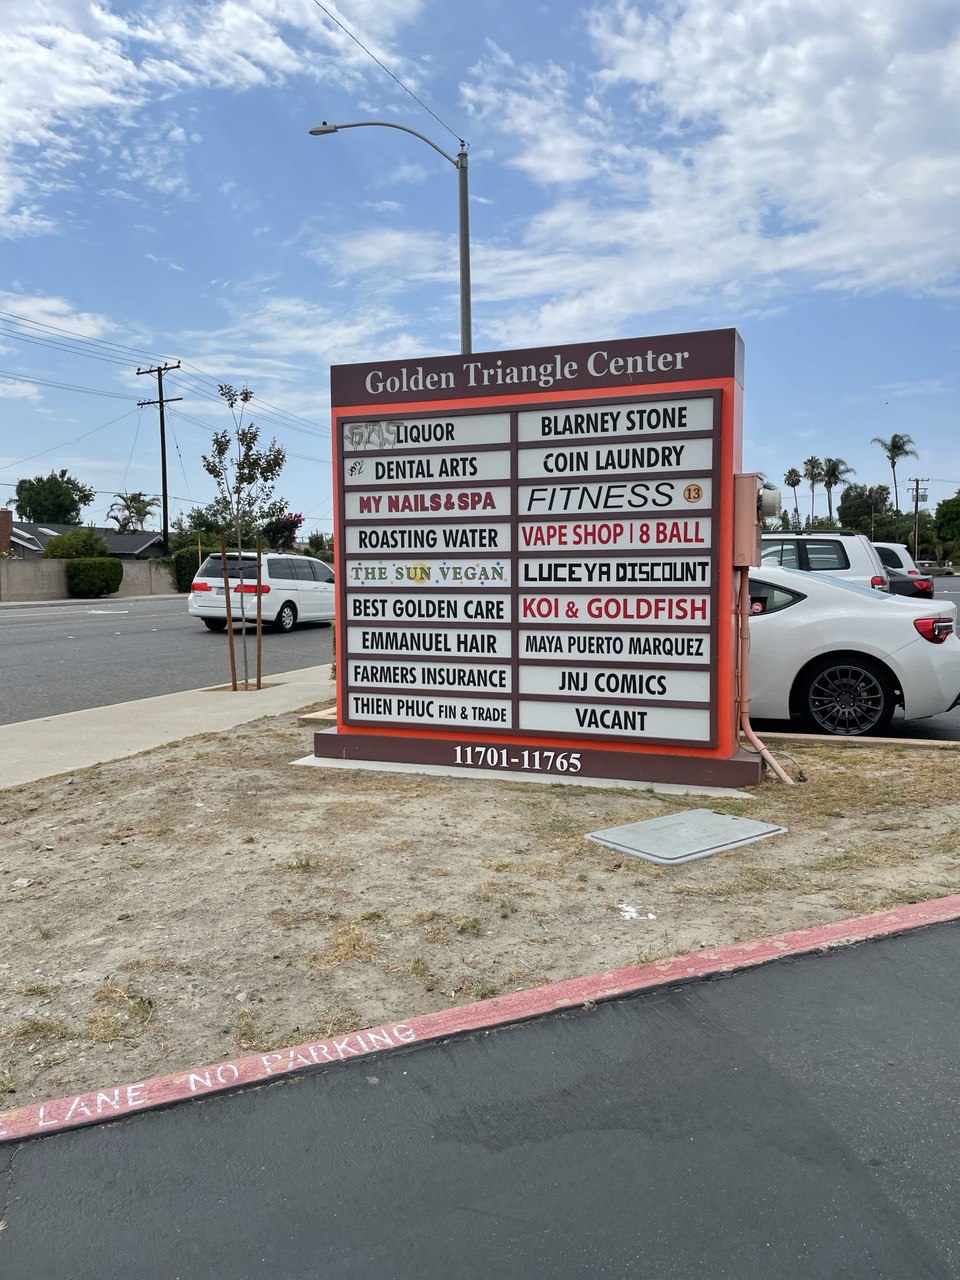 Golden Triangle Center
LIQUOR
DENTAL ARTS
MY NAILS & SPA
ROASTING WATER
THE SUN VEGAN
BEST GOLDEN CARE
EMMANUEL HAIR
FARMERS INSURANCE
THIEN PHUC FIN & TRADE
BLARNEY STONE
COIN LAUNDRY
FITNESS 13
VAPE SHOP | 8 BALL
LUCEYA DISCOUNT
KOI & GOLDFISH
MAYA PUERTO MARQUEZ
JNJ COMICS
VACANT
11701-11765
LANE NO PARKING